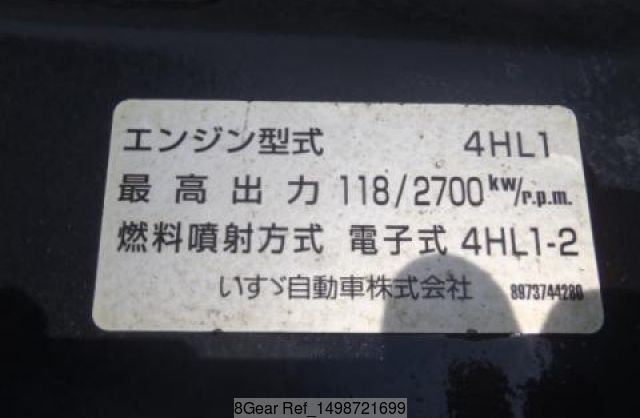 エンジン型式 4HL1
最高出力 118/2700 kw/r.p.m.
燃料噴射方式 電子式 4HL1-2
いすゞ自動車株式会社 8973744280
8Gear Ref_1498721699